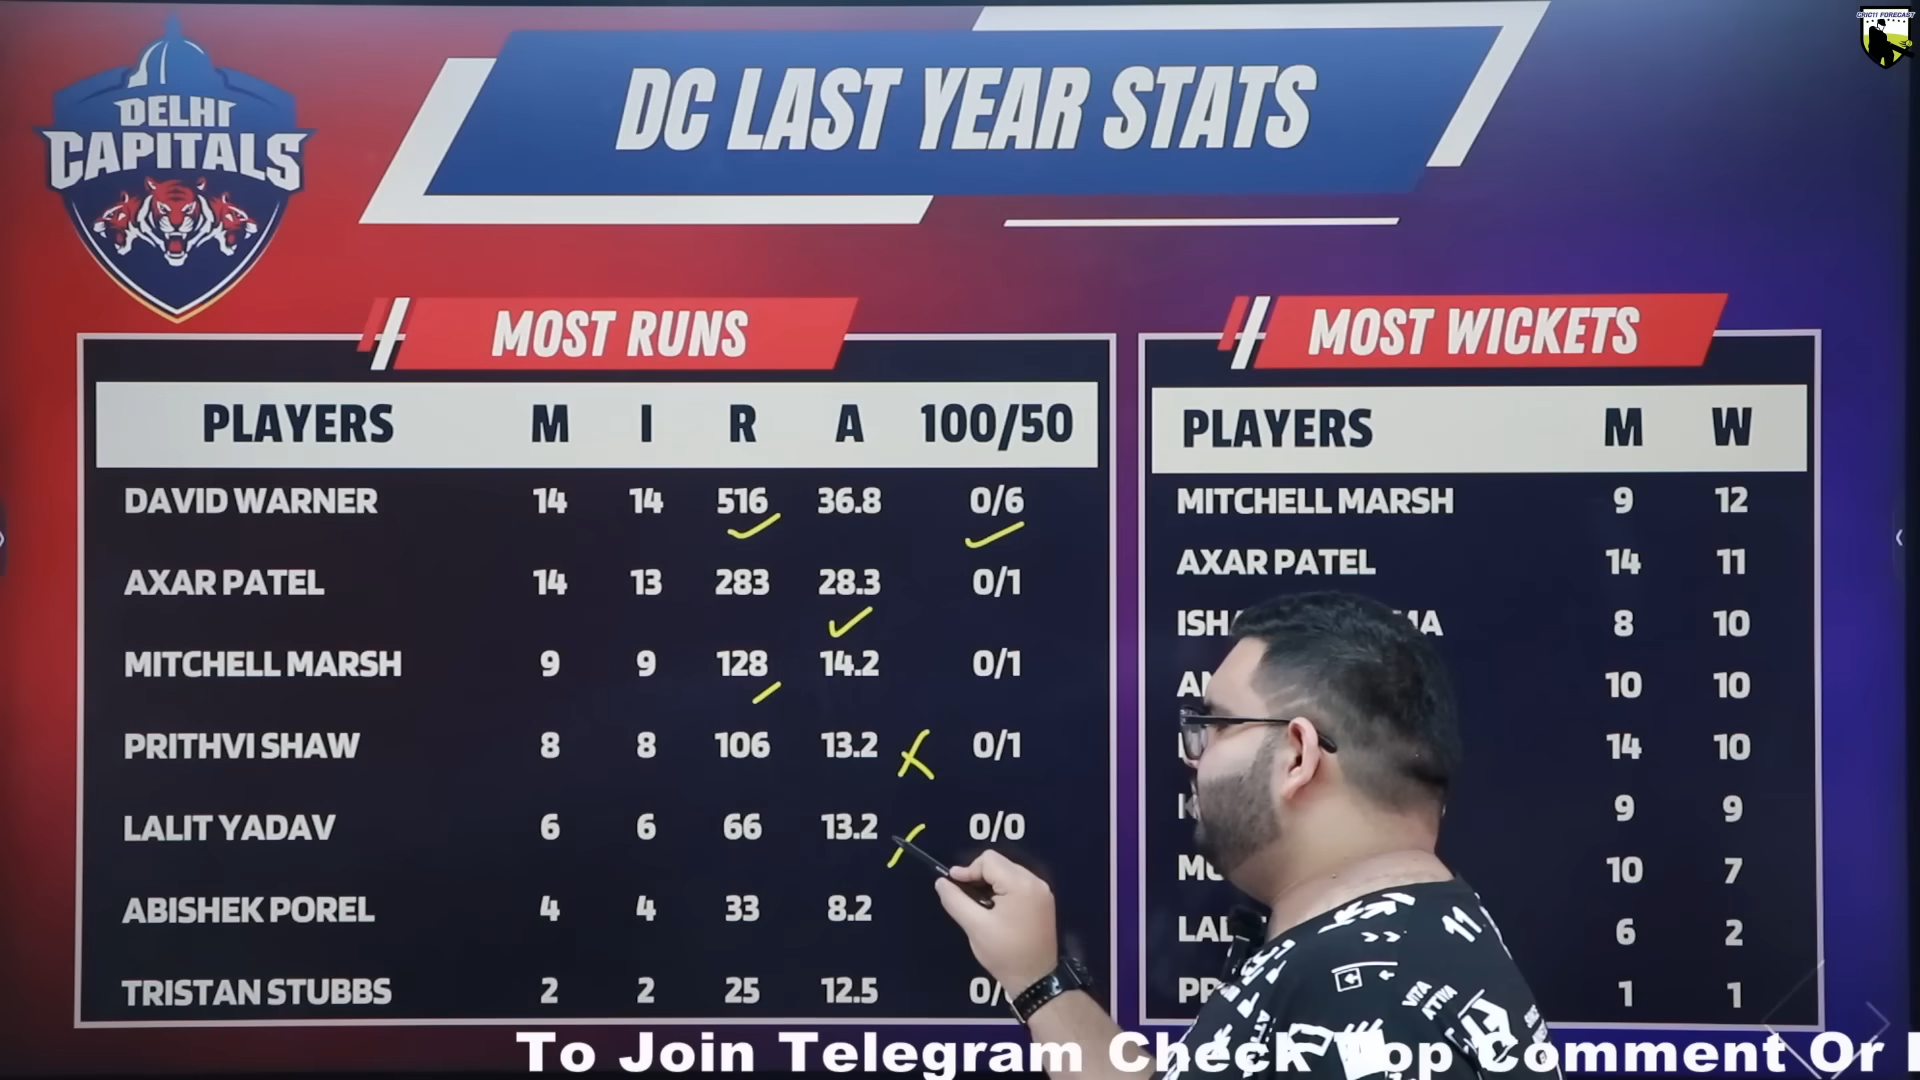 CRIC11 FORECAST
DELHI
CAPITALS
DC LAST YEAR STATS
MOST RUNS
PLAYERS M I R A 100/50
DAVID WARNER 14 14 516 36.8 0/6
AXAR PATEL 14 13 283 28.3 0/1
MITCHELL MARSH 9 9 128 14.2 0/1
PRITHVI SHAW 8 8 106 13.2 0/1
LALIT YADAV 6 6 66 13.2 0/0
ABISHEK POREL 4 4 33 8.2
TRISTAN STUBBS 2 2 25 12.5
MOST WICKETS
PLAYERS M W
MITCHELL MARSH 9 12
AXAR PATEL 14 11
8 10
10 10
14 10
9 9
10 7
6 2
1 1
11
To Join Telegram Check Top Comment Or